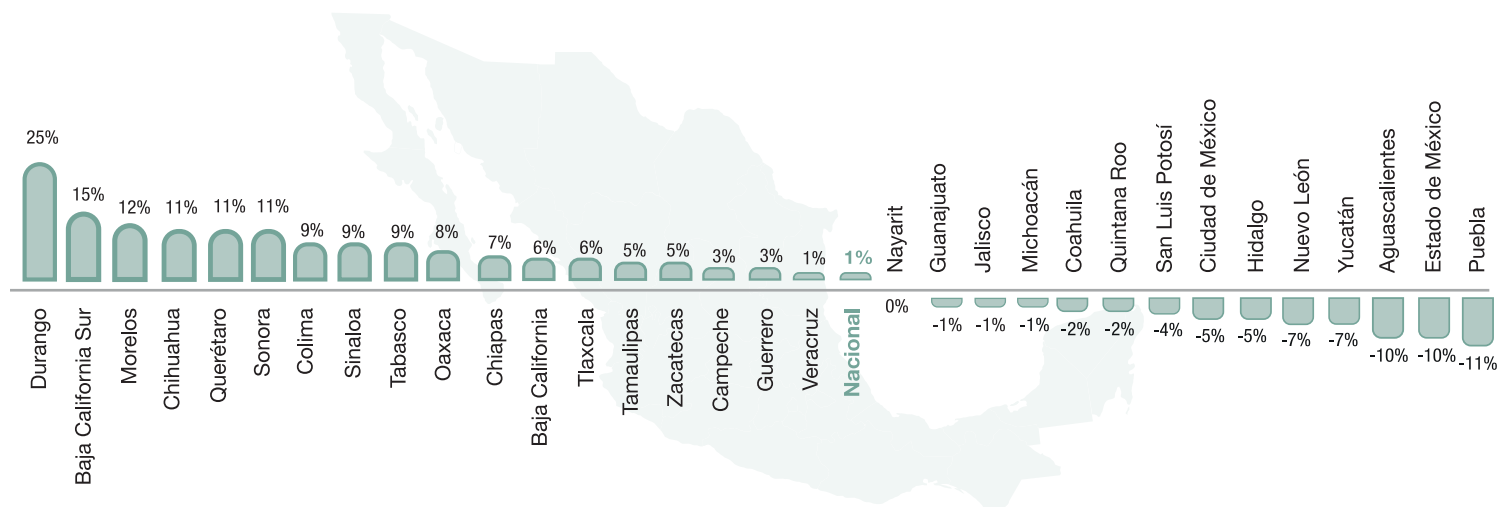 25%
Durango
15%
Baja California Sur
12%
Morelos
11%
Chihuahua
11%
Querétaro
11%
Sonora
9%
Colima
9%
Sinaloa
9%
Tabasco
8%
Oaxaca
7%
Chiapas
6%
Baja California
6%
Tlaxcala
5%
Tamaulipas
5%
Zacatecas
3%
Campeche
3%
Guerrero
1%
Veracruz
1%
Nacional
Nayarit
0%
Guanajuato
-1%
Jalisco
-1%
Michoacán
-1%
Coahuila
-2%
Quintana Roo
-2%
San Luis Potosí
-4%
Ciudad de México
-5%
Hidalgo
-5%
Nuevo León
-7%
Yucatán
-7%
Aguascalientes
-10%
Estado de México
-10%
Puebla
-11%